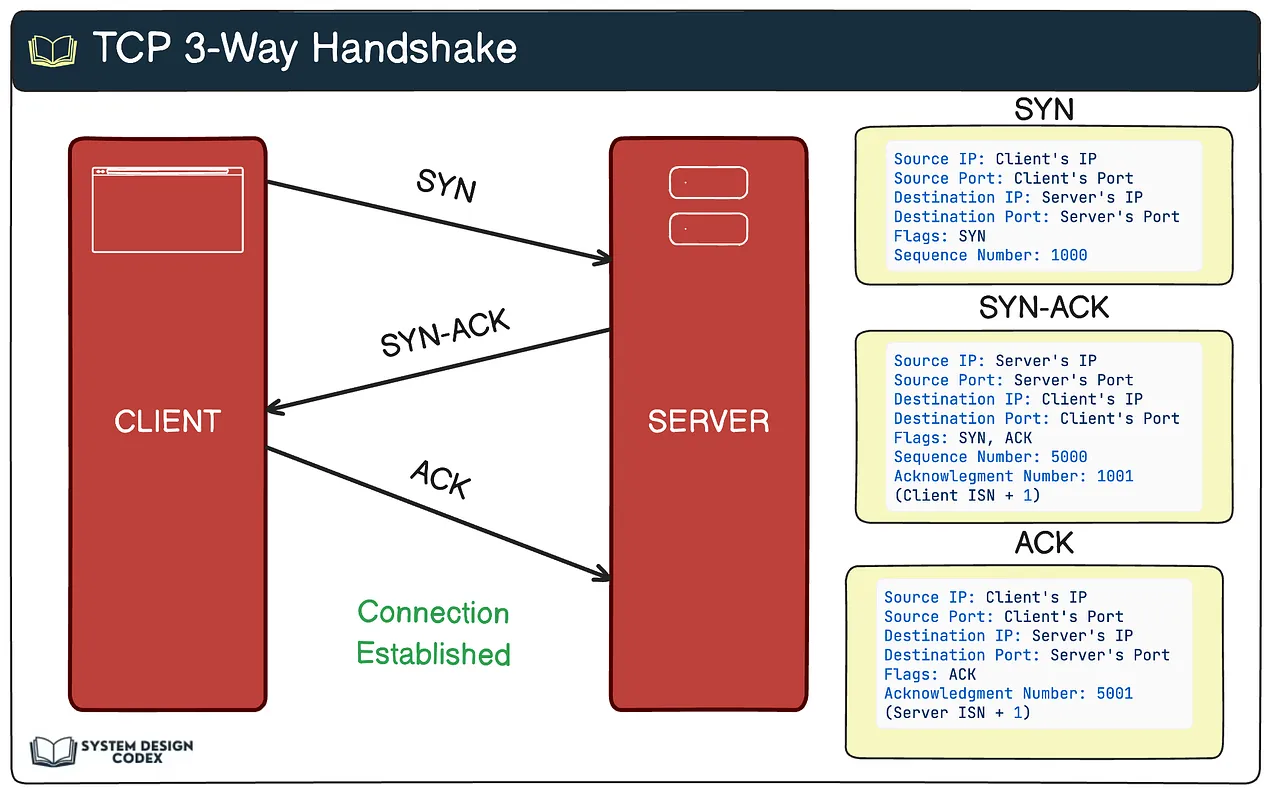 TCP 3-Way Handshake
SYN
SYN-ACK
ACK
CLIENT
SERVER
Connection
Established
SYN
Source IP: Client's IP
Source Port: Client's Port
Destination IP: Server's IP
Destination Port: Server's Port
Flags: SYN
Sequence Number: 1000
SYN-ACK
Source IP: Server's IP
Source Port: Server's Port
Destination IP: Client's IP
Destination Port: Client's Port
Flags: SYN, ACK
Sequence Number: 5000
Acknowlegment Number: 1001
(Client ISN + 1)
ACK
Source IP: Client's IP
Source Port: Client's Port
Destination IP: Server's IP
Destination Port: Server's Port
Flags: ACK
Acknowledgment Number: 5001
(Server ISN + 1)
SYSTEM DESIGN
CODEX